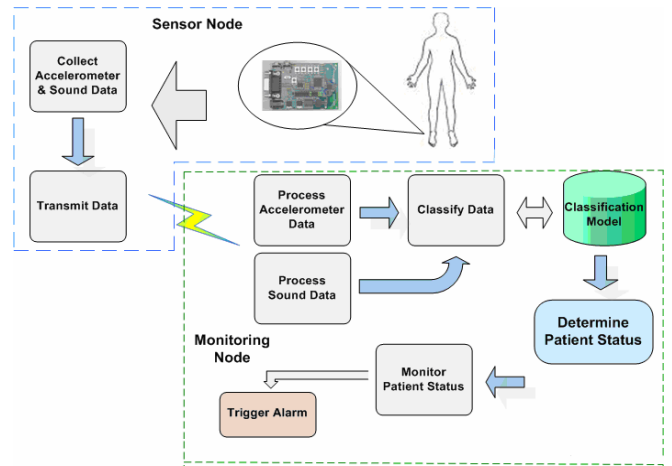 Sensor Node
Collect
Accelerometer
& Sound Data
Transmit Data
Process
Accelerometer
Data
Classify Data
Classification
Model
Process
Sound Data
Determine
Patient Status
Monitoring
Node
Monitor
Patient Status
Trigger Alarm